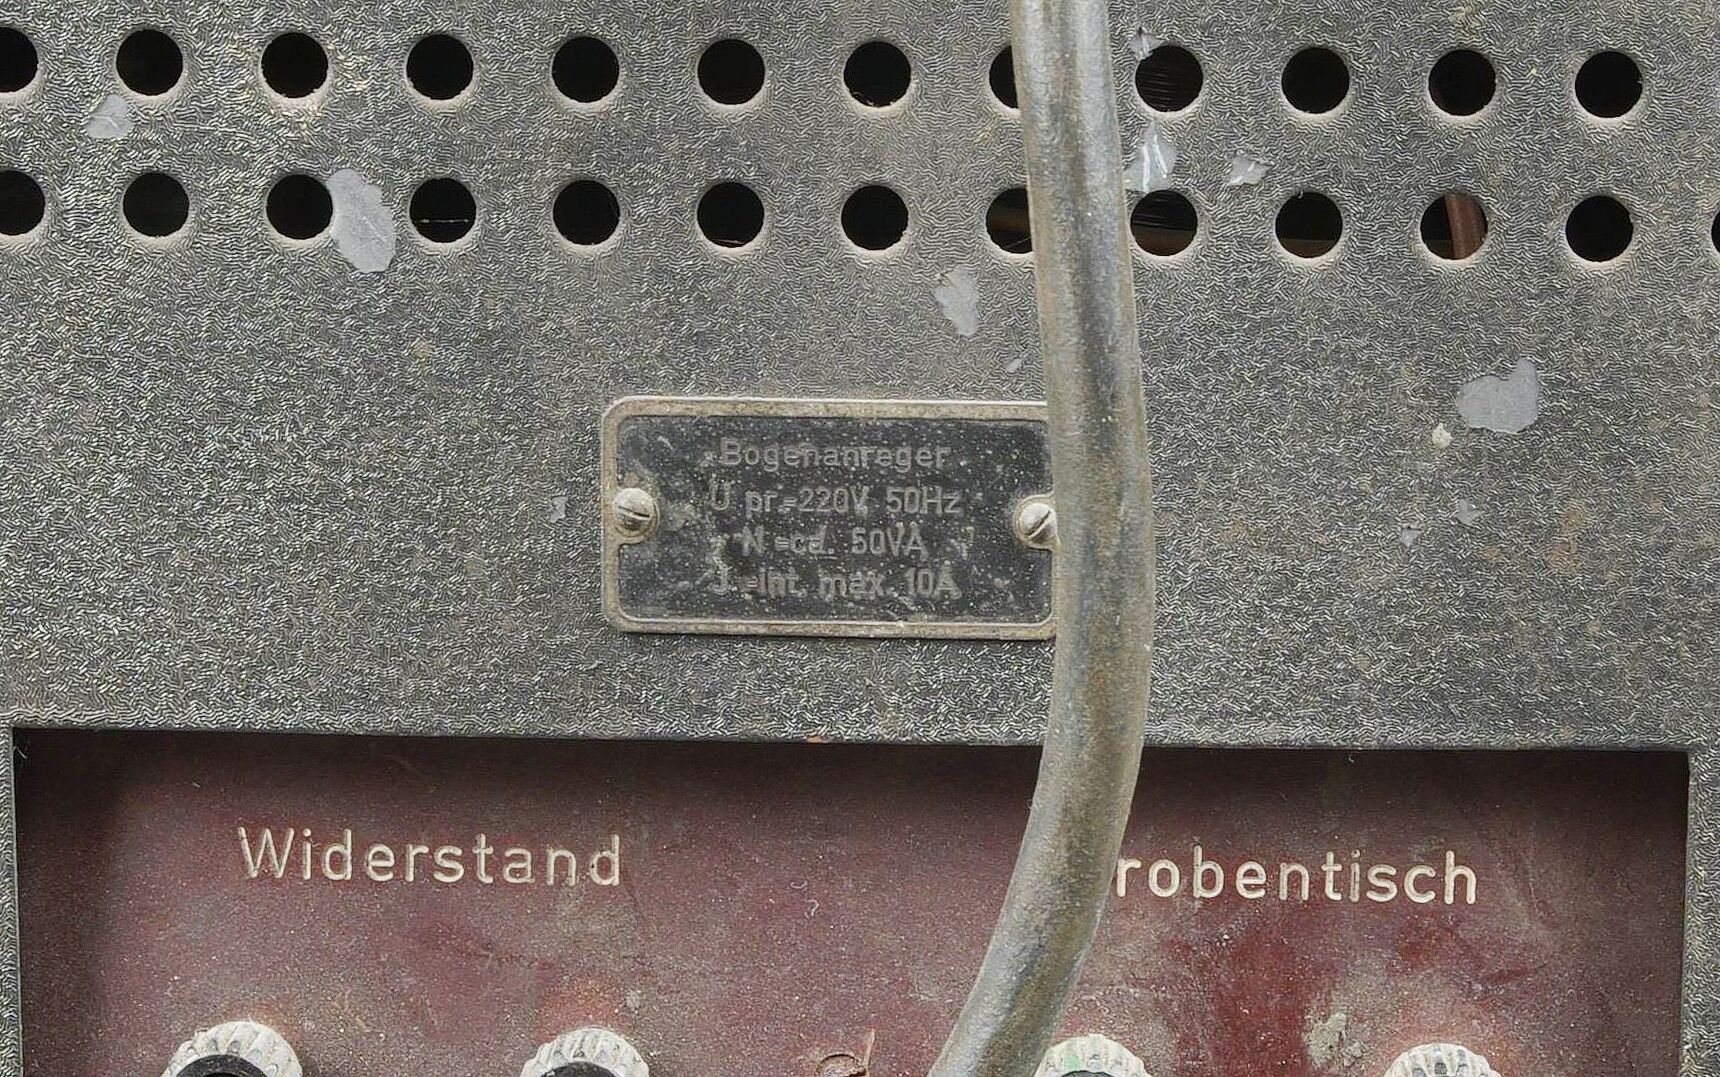 Bogenanreger
U pr.=220V, 50Hz
N =ca. 50VA
J.=int. max. 10A
Widerstand
robentisch